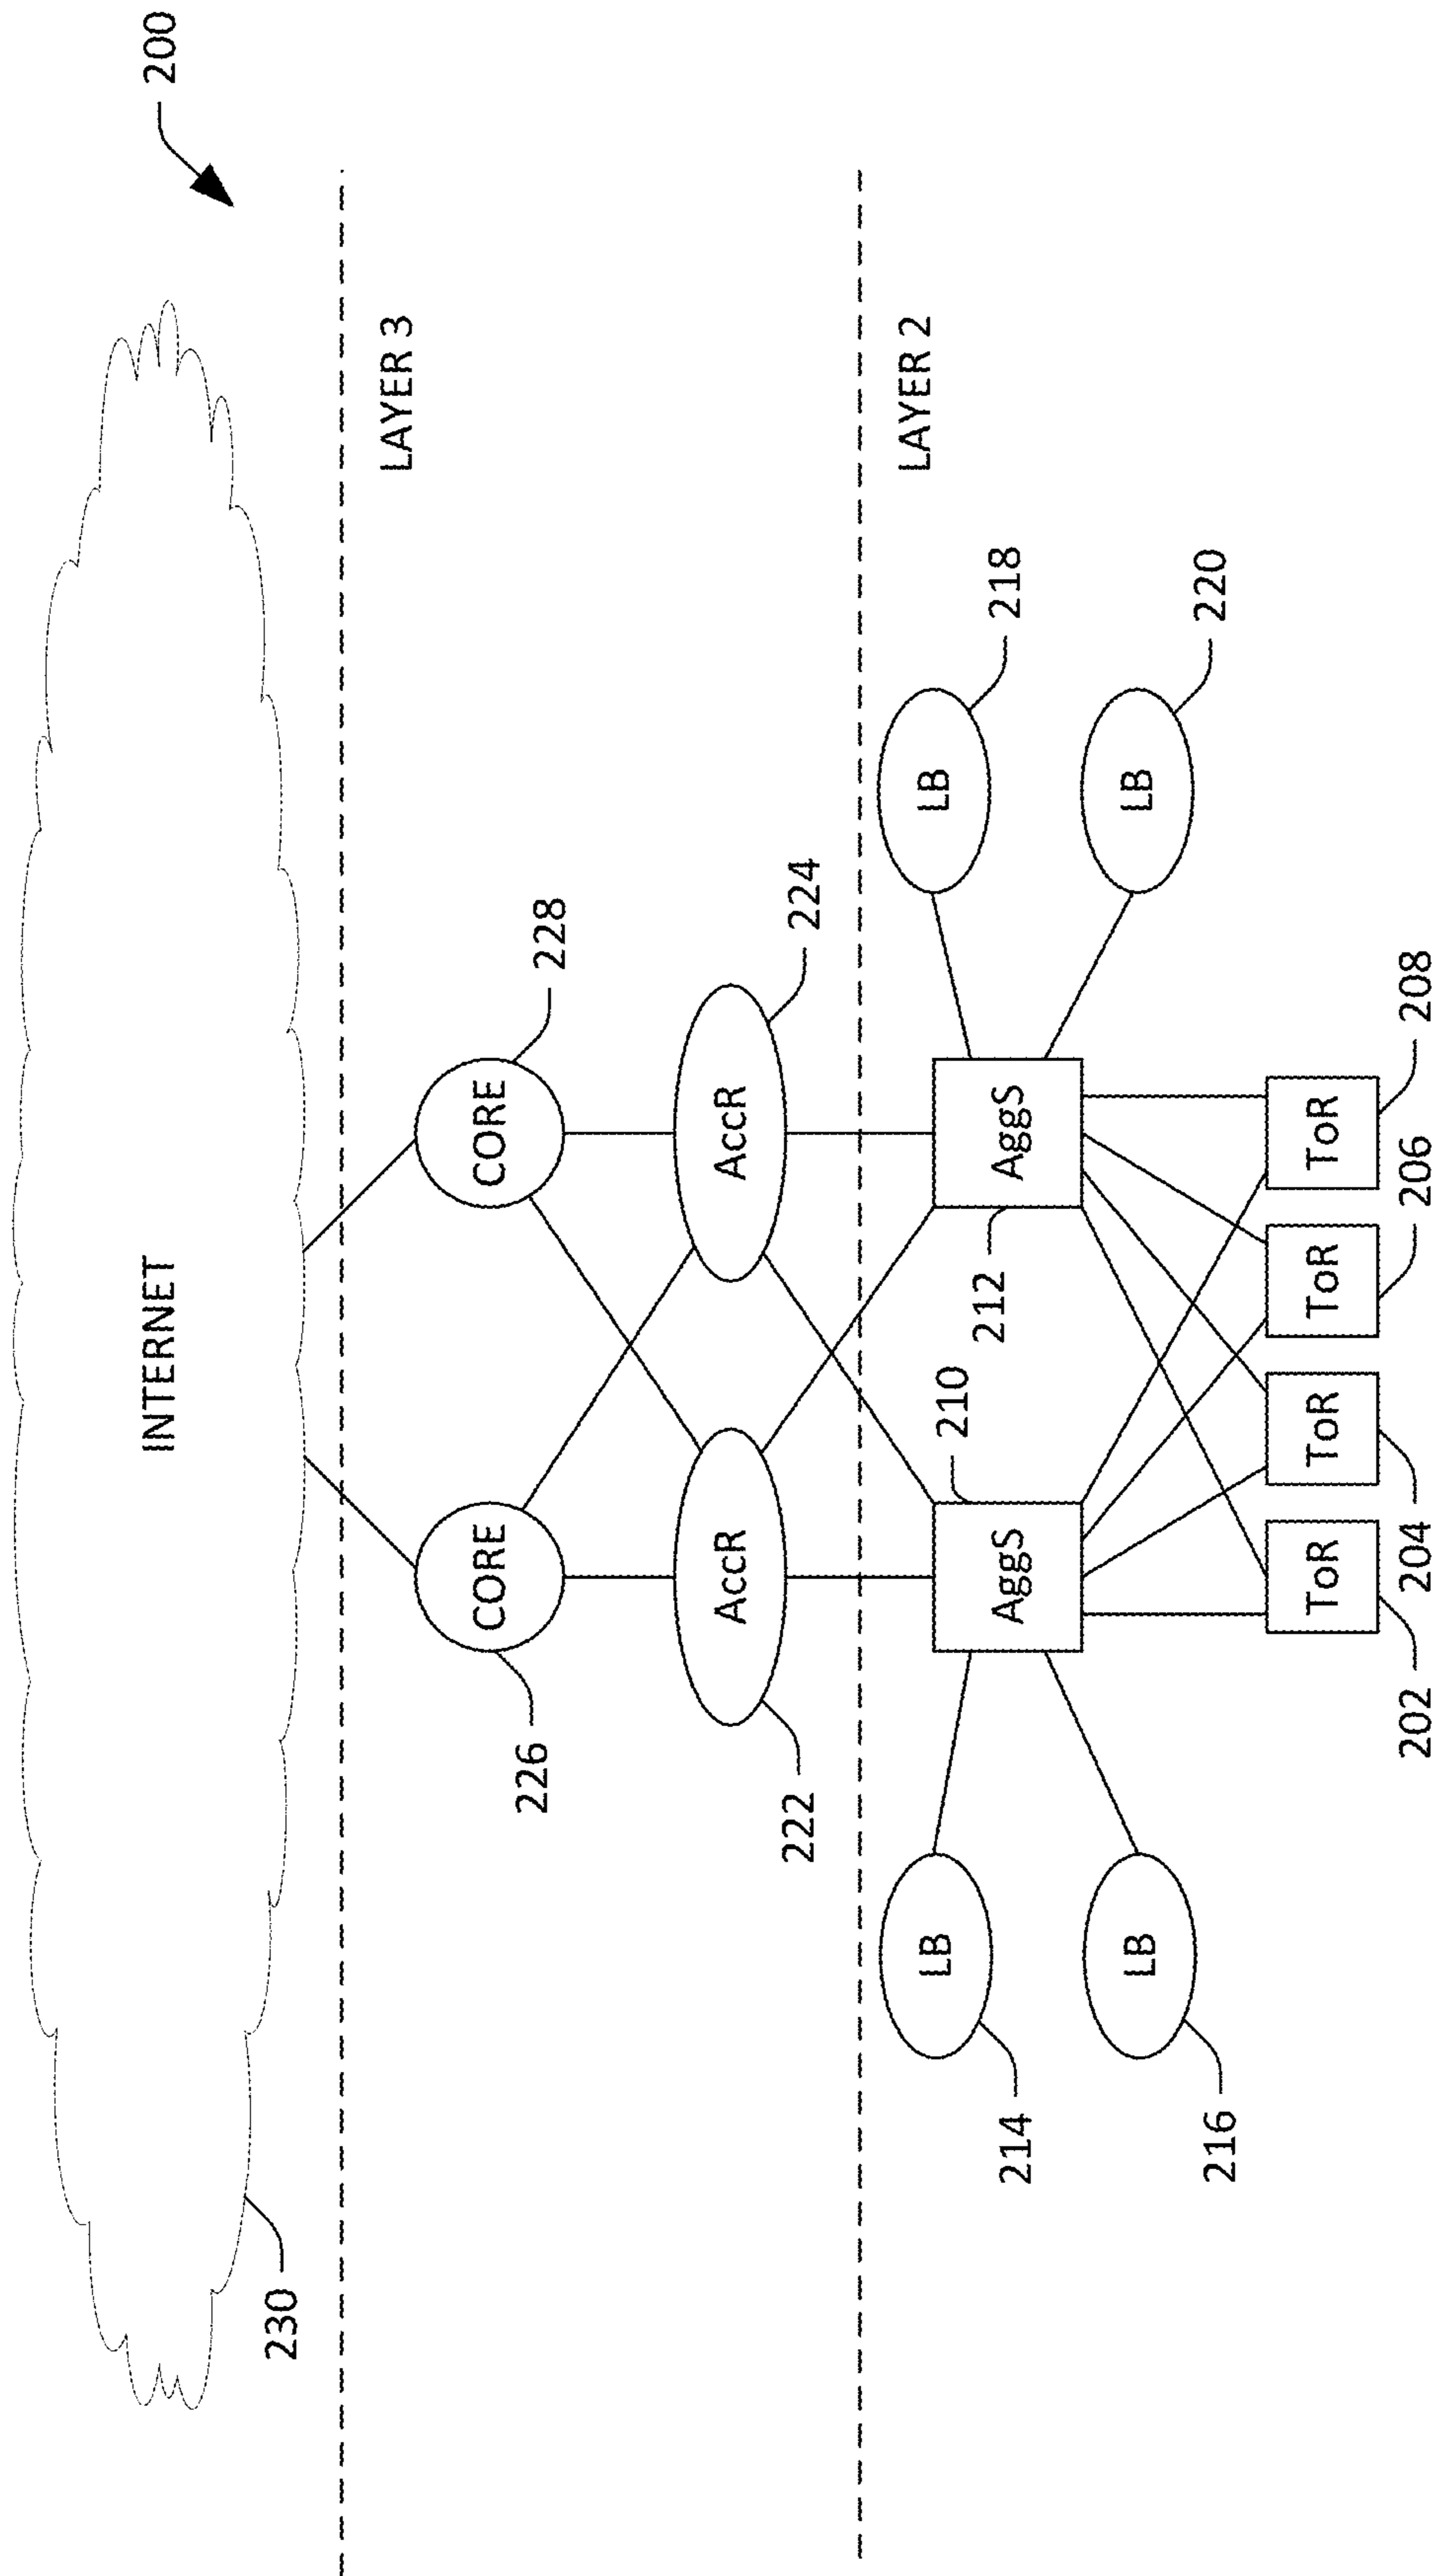 200
INTERNET
230
LAYER 3
CORE
CORE
226
228
AccR
AccR
222
224
LAYER 2
LB
AggS
AggS
LB
210
212
214
218
LB
LB
216
220
ToR
ToR
ToR
ToR
202
204
206
208